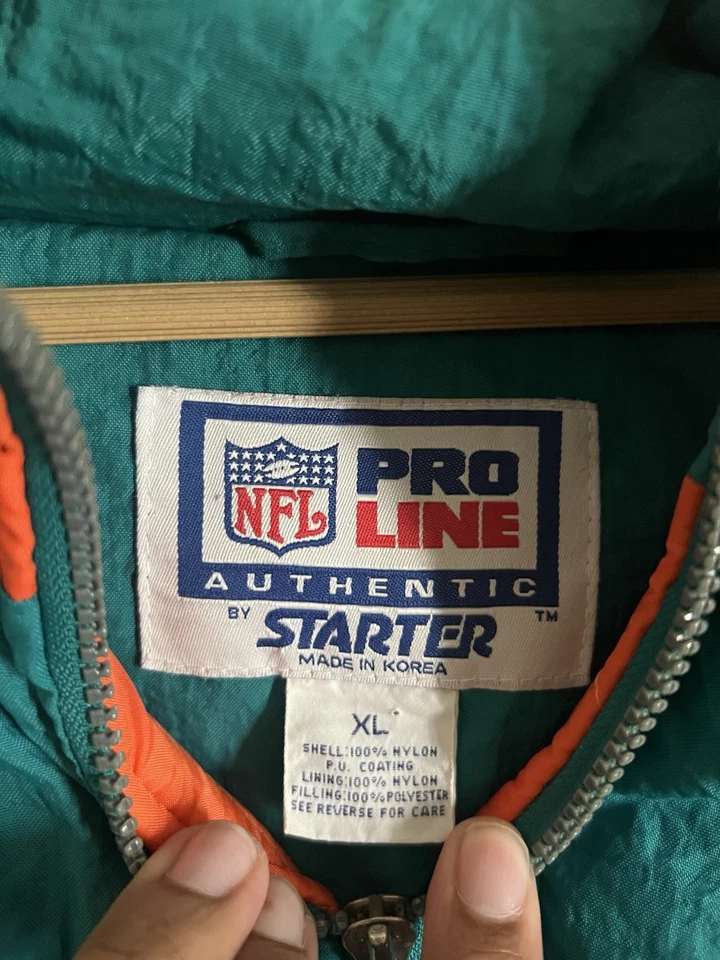 NFL
PRO
LINE
AUTHENTIC
BY STARTER TM
MADE IN KOREA
XL
SHELL:100% NYLON
P.U. COATING
LINING:100% NYLON
FILLING:100%POLYESTER
SEE REVERSE FOR CARE